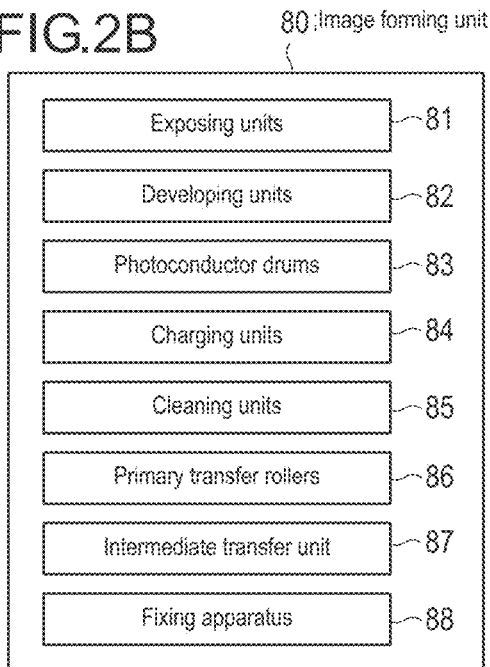 FIG.2B
80 ;Image forming unit
Exposing units 81
Developing units 82
Photoconductor drums 83
Charging units 84
Cleaning units 85
Primary transfer rollers 86
Intermediate transfer unit 87
Fixing apparatus 88